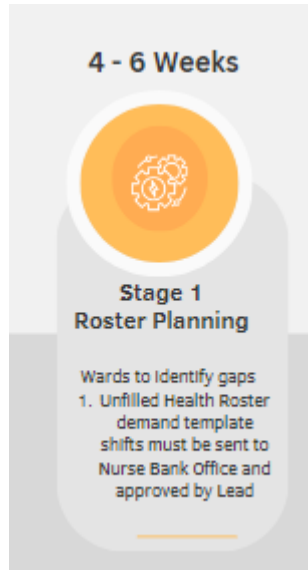 4 - 6 Weeks
Stage 1
Roster Planning
Wards to Identify gaps
1. Unfilled Health Roster
demand template
shifts must be sent to
Nurse Bank Office and
approved by Lead